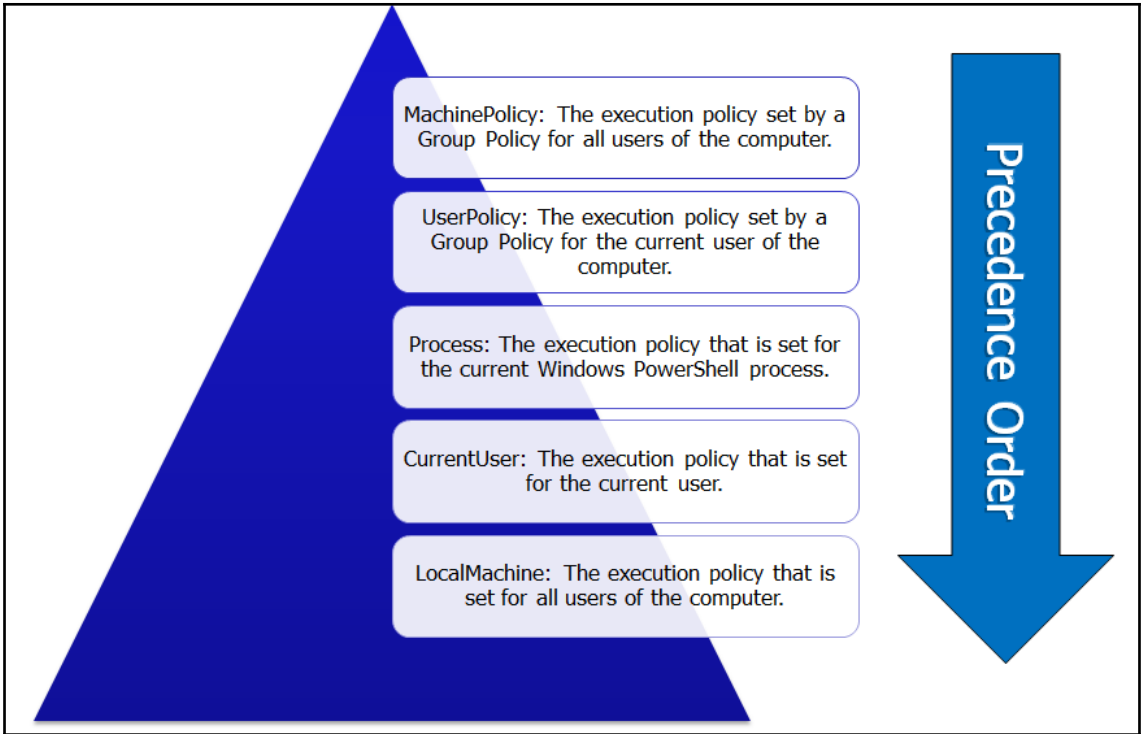 MachinePolicy: The execution policy set by a
Group Policy for all users of the computer.
UserPolicy: The execution policy set by a
Group Policy for the current user of the
computer.
Process: The execution policy that is set for
the current Windows PowerShell process.
CurrentUser: The execution policy that is set
for the current user.
LocalMachine: The execution policy that is
set for all users of the computer.
Precedence Order